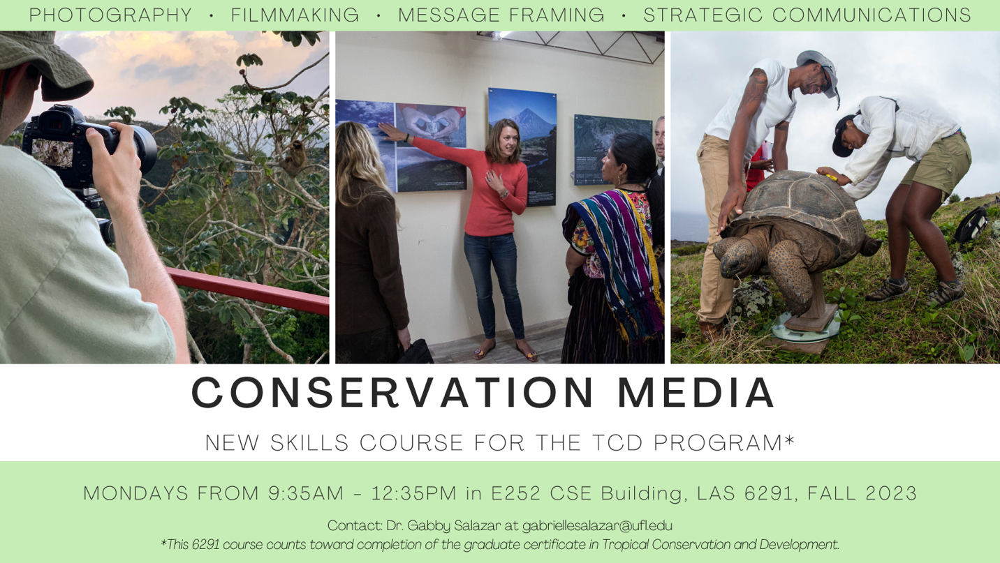 PHOTOGRAPHY • FILMMAKING • MESSAGE FRAMING • STRATEGIC COMMUNICATIONS
CONSERVATION MEDIA
NEW SKILLS COURSE FOR THE TCD PROGRAM*
MONDAYS FROM 9:35AM – 12:35PM in E252 CSE Building, LAS 6291, FALL 2023
Contact: Dr. Gabby Salazar at gabriellesalazar@ufl.edu
*This 6291 course counts toward completion of the graduate certificate in Tropical Conservation and Development.